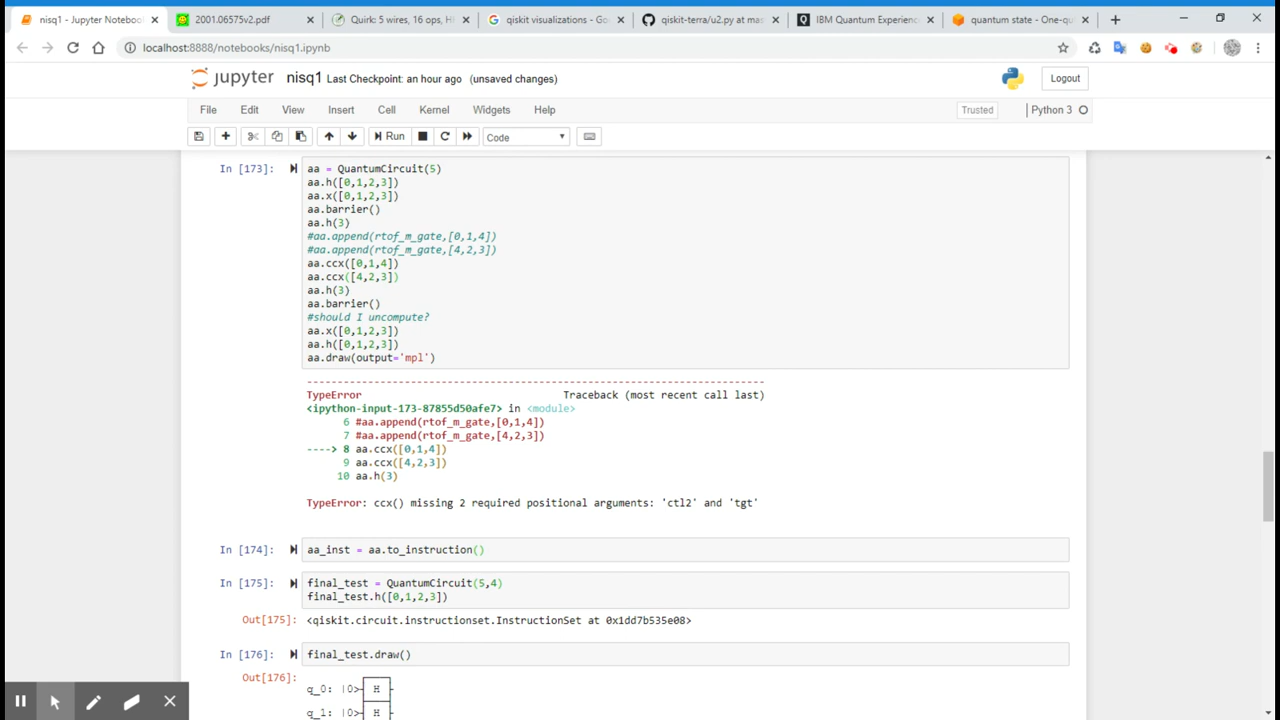 nisq1 - Jupyter Notebook
2001.06575v2.pdf
Quirk: 5 wires, 16 ops, H
qiskit visualizations - Goo
qiskit-terra/u2.py at mas
IBM Quantum Experienc
quantum state - One-qu
localhost:8888/notebooks/nisq1.ipynb
jupyter nisq1 Last Checkpoint: an hour ago (unsaved changes)
Logout
File Edit View Insert Cell Kernel Widgets Help
Trusted
Python 3
Run
Code
In [173]:
aa = QuantumCircuit(5)
aa.h([0,1,2,3])
aa.x([0,1,2,3])
aa.barrier()
aa.h(3)
#aa.append(rtof_m_gate,[0,1,4])
#aa.append(rtof_m_gate,[4,2,3])
aa.ccx([0,1,4])
aa.ccx([4,2,3])
aa.h(3)
aa.barrier()
#should I uncompute?
aa.x([0,1,2,3])
aa.h([0,1,2,3])
aa.draw(output='mpl')
---------------------------------------------------------------------------
TypeError Traceback (most recent call last)
<ipython-input-173-87855d50afe7> in <module>
6 #aa.append(rtof_m_gate,[0,1,4])
7 #aa.append(rtof_m_gate,[4,2,3])
----> 8 aa.ccx([0,1,4])
9 aa.ccx([4,2,3])
10 aa.h(3)
TypeError: ccx() missing 2 required positional arguments: 'ctl2' and 'tgt'
In [174]: aa_inst = aa.to_instruction()
In [175]: final_test = QuantumCircuit(5,4)
final_test.h([0,1,2,3])
Out[175]: <qiskit.circuit.instructionset.InstructionSet at 0x1dd7b535e08>
In [176]: final_test.draw()
Out[176]:
q_0: |0> H
q_1: |0> H